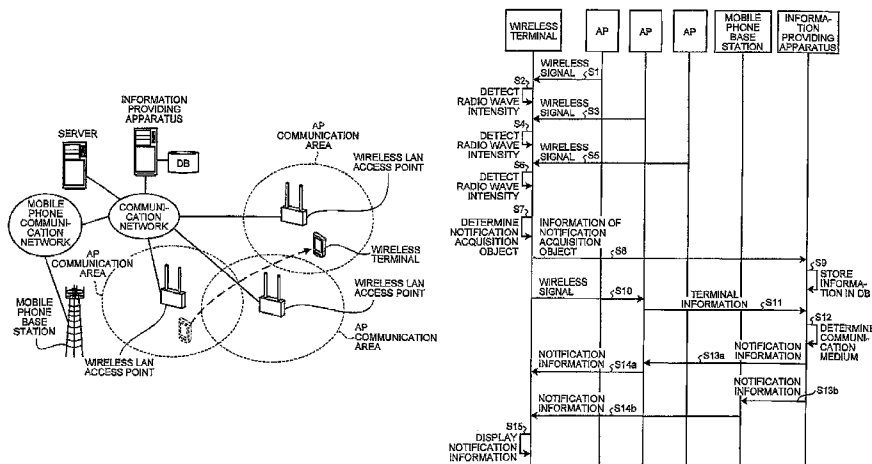 INFORMATION
PROVIDING
APPARATUS
SERVER
DB
AP
COMMUNICATION
AREA
WIRELESS LAN
ACCESS POINT
MOBILE
PHONE
COMMUNI-
CATION
NETWORK
COMMUNI-
CATION
NETWORK
AP
COMMUNICATION
AREA
WIRELESS
TERMINAL
WIRELESS LAN
ACCESS POINT
MOBILE
PHONE
BASE
STATION
AP
COMMUNICATION
AREA
WIRELESS LAN
ACCESS POINT
WIRELESS
TERMINAL
AP
AP
AP
MOBILE
PHONE
BASE
STATION
INFORMA-
TION
PROVIDING
APPARATUS
WIRELESS
SIGNAL
S1
S2
DETECT
RADIO WAVE
INTENSITY
WIRELESS
SIGNAL
S3
S4
DETECT
RADIO WAVE
INTENSITY
WIRELESS
SIGNAL
S5
S6
DETECT
RADIO WAVE
INTENSITY
S7
DETERMINE
NOTIFICATION
ACQUISITION
OBJECT
INFORMATION OF
NOTIFICATION
ACQUISITION
OBJECT
S8
S9
STORE
INFORMA-
TION IN DB
WIRELESS
SIGNAL
S10
TERMINAL
INFORMATION
S11
S12
DETERMINE
COMMUNI-
CATION
MEDIUM
NOTIFICATION
INFORMATION
S13a
NOTIFICATION
INFORMATION
S14a
NOTIFICATION
INFORMATION
S13b
NOTIFICATION
INFORMATION
S14b
S15
DISPLAY
NOTIFICATION
INFORMATION